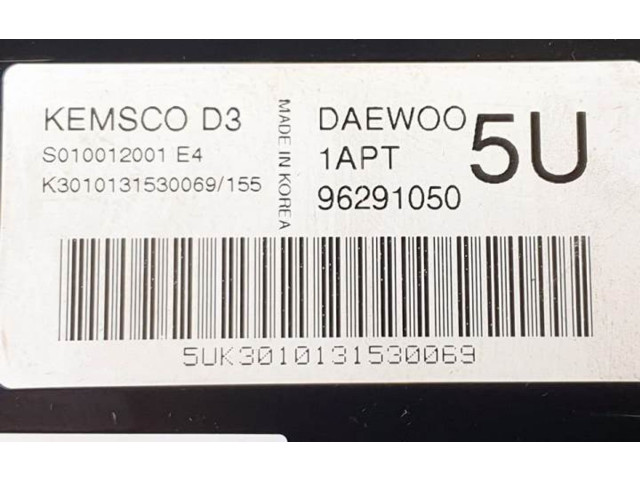 KEMSCO D3
S010012001 E4
K3010131530069/155
MADE IN KOREA
DAEWOO
1APT
96291050
5U
5UK3010131530069